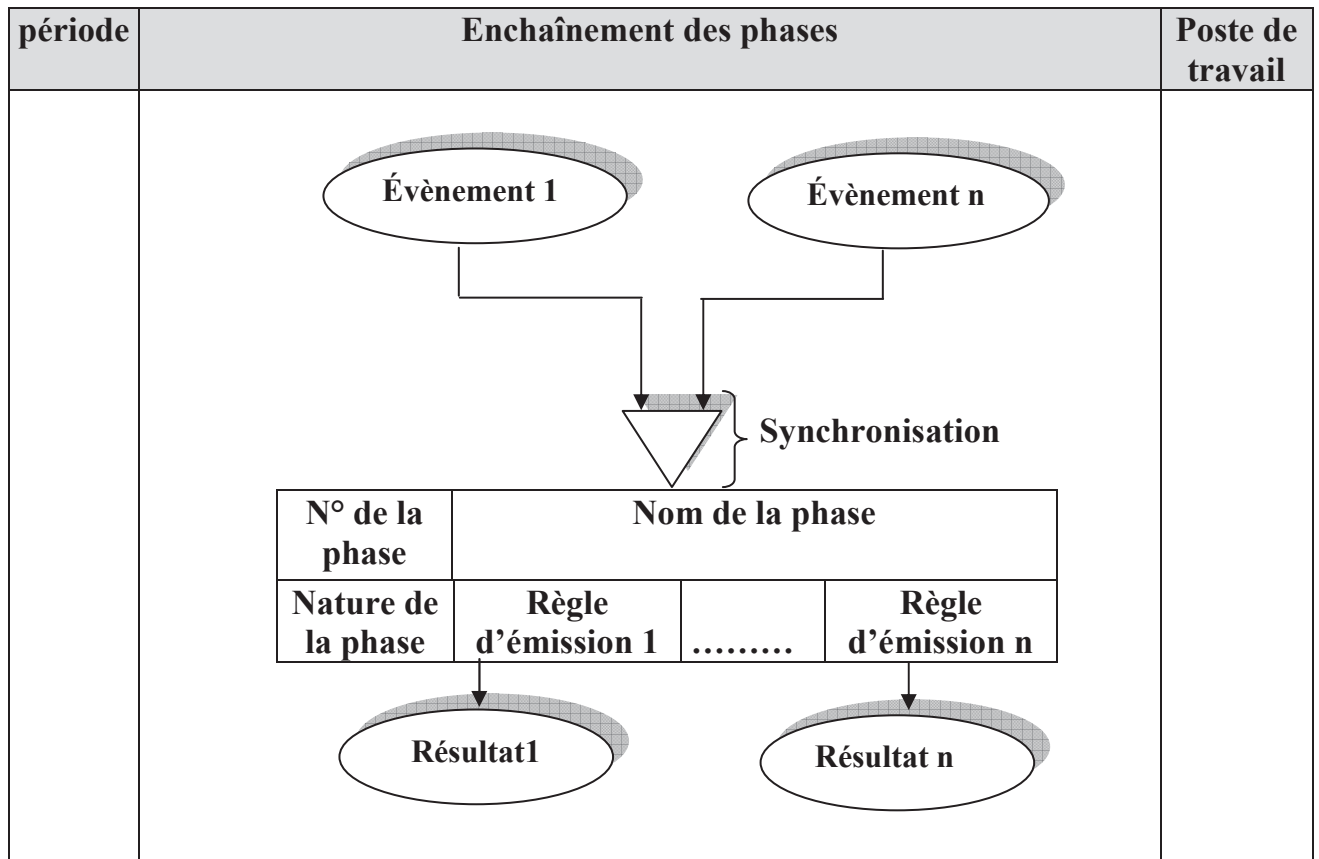 période
Enchaînement des phases
Poste de
travail
Évènement 1
Évènement n
Synchronisation
N° de la
phase
Nom de la phase
Nature de
la phase
Règle
d'émission 1
.........
Règle
d'émission n
Résultat1
Résultat n